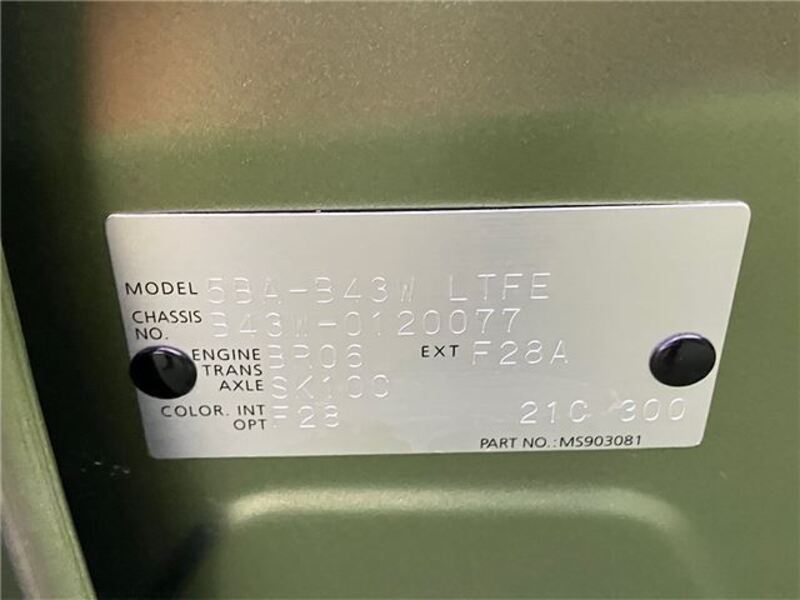 MODEL 5BA-B43W LTFE
CHASSIS NO. B43W-0120077
ENGINE BR06 EXT F28A
TRANS AXLE SK10C
COLOR. INT OPT F28 21C 300
PART NO.: MS903081